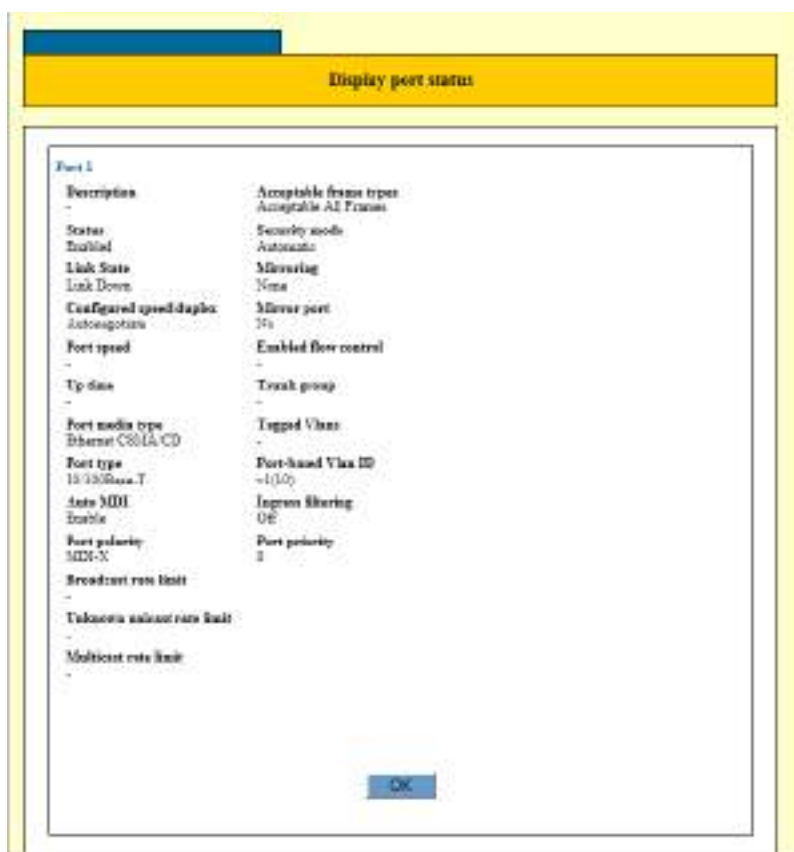 Display port status
Port 1
Description
-
Status
Enabled
Link State
Link Down
Configured speed/duplex
Autonegotiate
Port speed
-
Up time
-
Port media type
Ethernet CSMA/CD
Port type
10/100Base-T
Auto MDI
Enable
Port polarity
MDI-X
Broadcast rate limit
-
Unknown unicast rate limit
-
Multicast rate limit
-
Acceptable frame types
Acceptable All Frames
Security mode
Automatic
Mirroring
None
Mirror port
No
Enabled flow control
-
Trunk group
-
Tagged Vlans
-
Port-based Vlan ID
Ingress filtering
Off
Port priority
OK